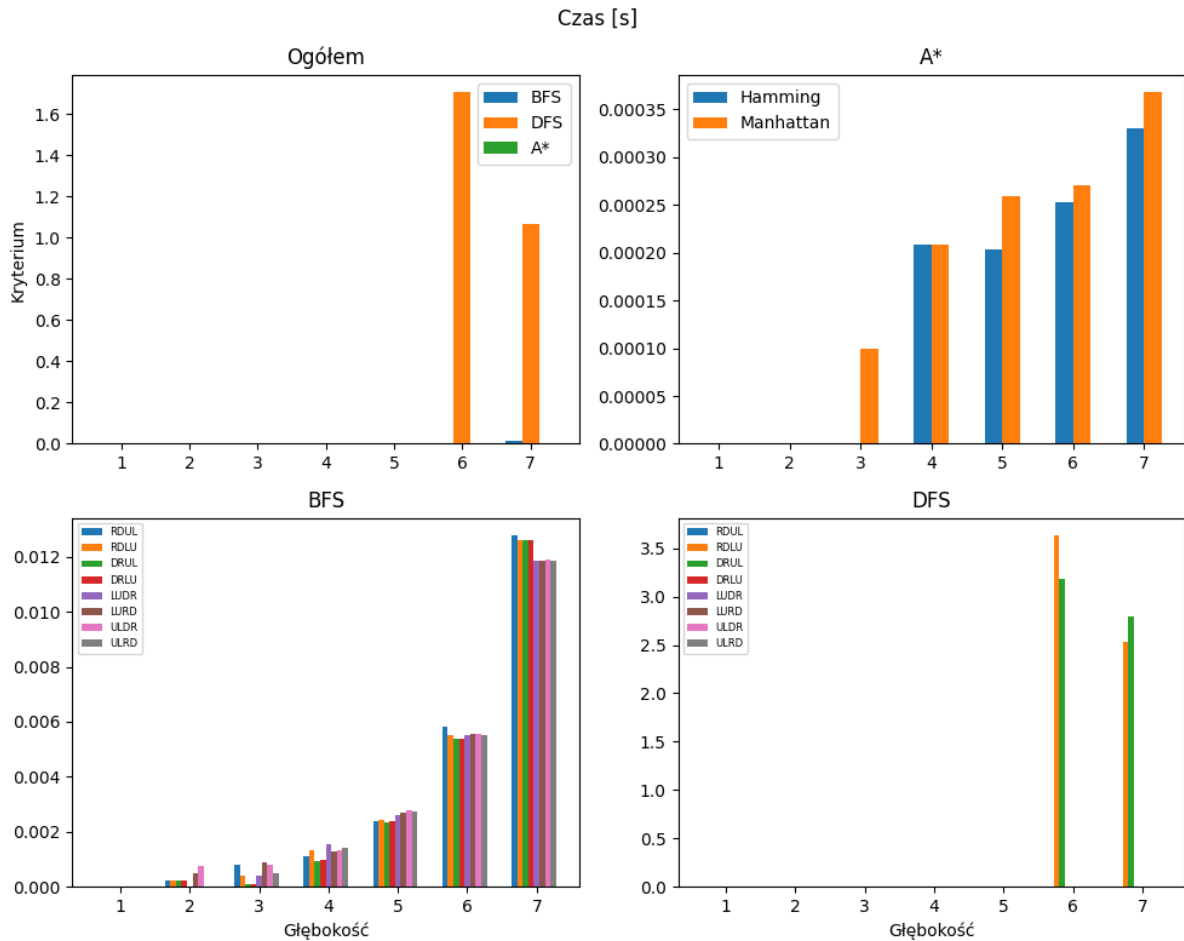 Czas [s]
Ogółem
Kryterium
1.6
1.4
1.2
1.0
0.8
0.6
0.4
0.2
0.0
BFS
DFS
A*
1 2 3 4 5 6 7
A*
0.00035
0.00030
0.00025
0.00020
0.00015
0.00010
0.00005
0.00000
Hamming
Manhattan
1 2 3 4 5 6 7
BFS
0.012
0.010
0.008
0.006
0.004
0.002
0.000
RDUL
RDLU
DRUL
DRLU
LUDR
LURD
ULDR
ULRD
1 2 3 4 5 6 7
Głębokość
DFS
3.5
3.0
2.5
2.0
1.5
1.0
0.5
0.0
RDUL
RDLU
DRUL
DRLU
LUDR
LURD
ULDR
ULRD
1 2 3 4 5 6 7
Głębokość